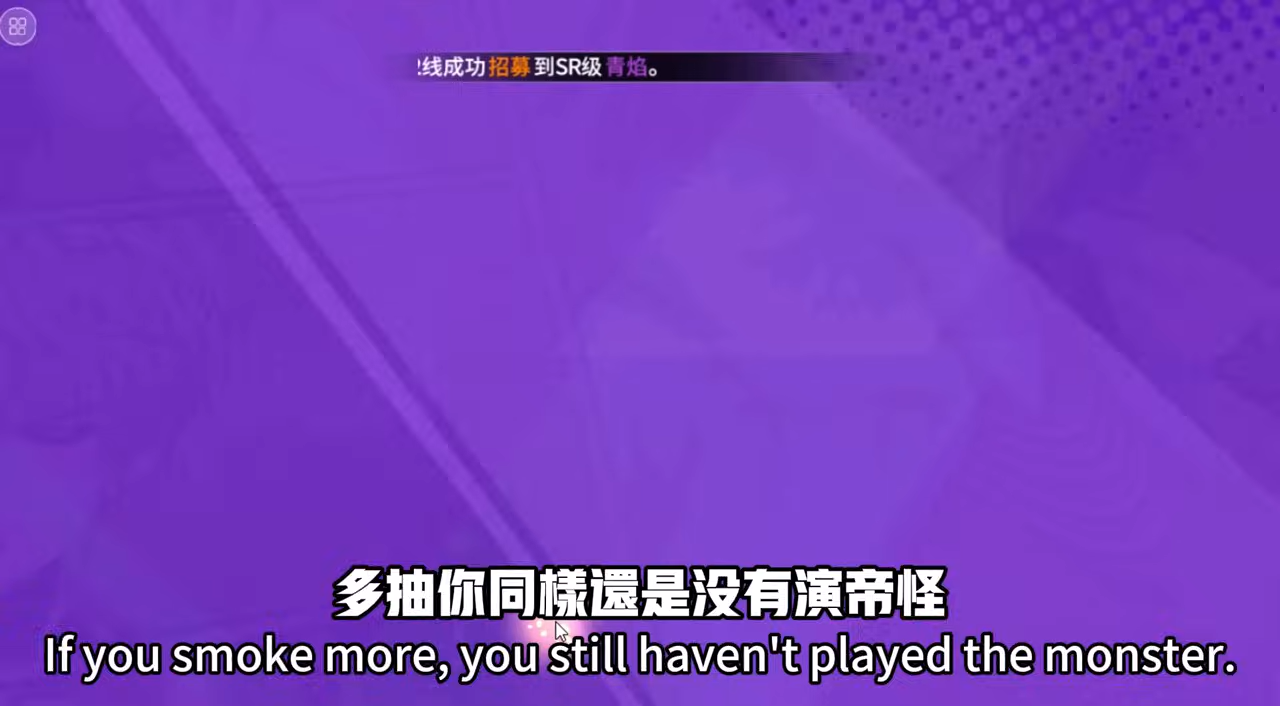 线成功招募到SR级青焰。
多抽你同樣還是没有演帝怪
If you smoke more, you still haven't played the monster.